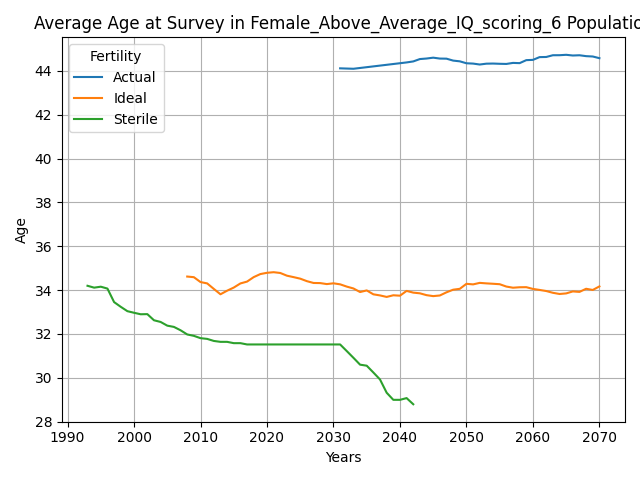 Average Age at Survey in Female_Above_Average_IQ_scoring_6 Populatio
Fertility
Actual
Ideal
Sterile
Age
44
42
40
38
36
34
32
30
28
1990 2000 2010 2020 2030 2040 2050 2060 2070
Years